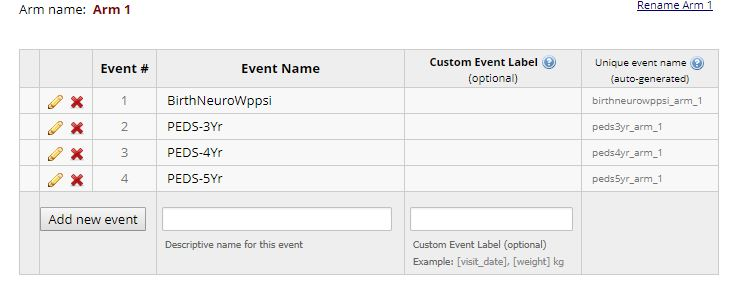 Arm name: Arm 1
Rename Arm 1
Event # Event Name Custom Event Label ? (optional) Unique event name ? (auto-generated)
1 BirthNeuroWppsi birthneurowppsi_arm_1
2 PEDS-3Yr peds3yr_arm_1
3 PEDS-4Yr peds4yr_arm_1
4 PEDS-5Yr peds5yr_arm_1
Add new event
Descriptive name for this event Custom Event Label (optional)
Example: [visit_date], [weight] kg